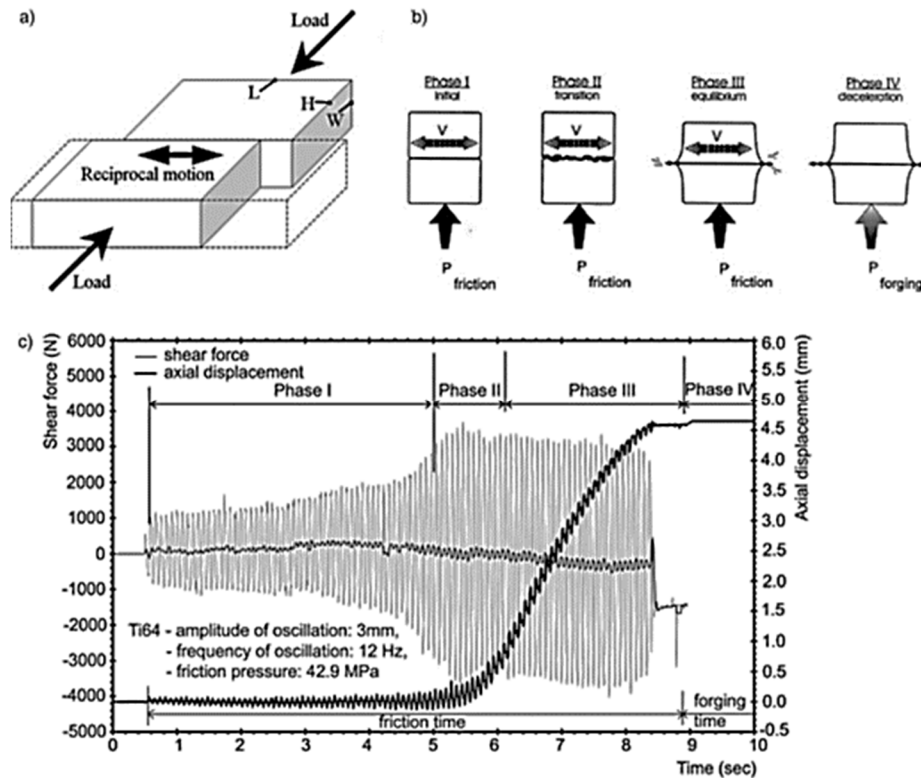 a)
Load
L
H
W
Reciprocal motion
Load
b)
Phase I
initial
V
P
friction
Phase II
transition
V
P
friction
Phase III
equilibrium
V
P
friction
Phase IV
deceleration
P
forging
c)
Shear force (N)
6000
5000
4000
3000
2000
1000
0
-1000
-2000
-3000
-4000
-5000
shear force
axial displacement
Phase I
Phase II
Phase III
Phase IV
Ti64 - amplitude of oscillation: 3mm,
- frequency of oscillation: 12 Hz,
- friction pressure: 42.9 MPa
friction time
forging
time
6.0
5.5
5.0
4.5
4.0
3.5
3.0
2.5
2.0
1.5
1.0
0.5
0.0
-0.5
Axial displacement (mm)
0 1 2 3 4 5 6 7 8 9 10
Time (sec)